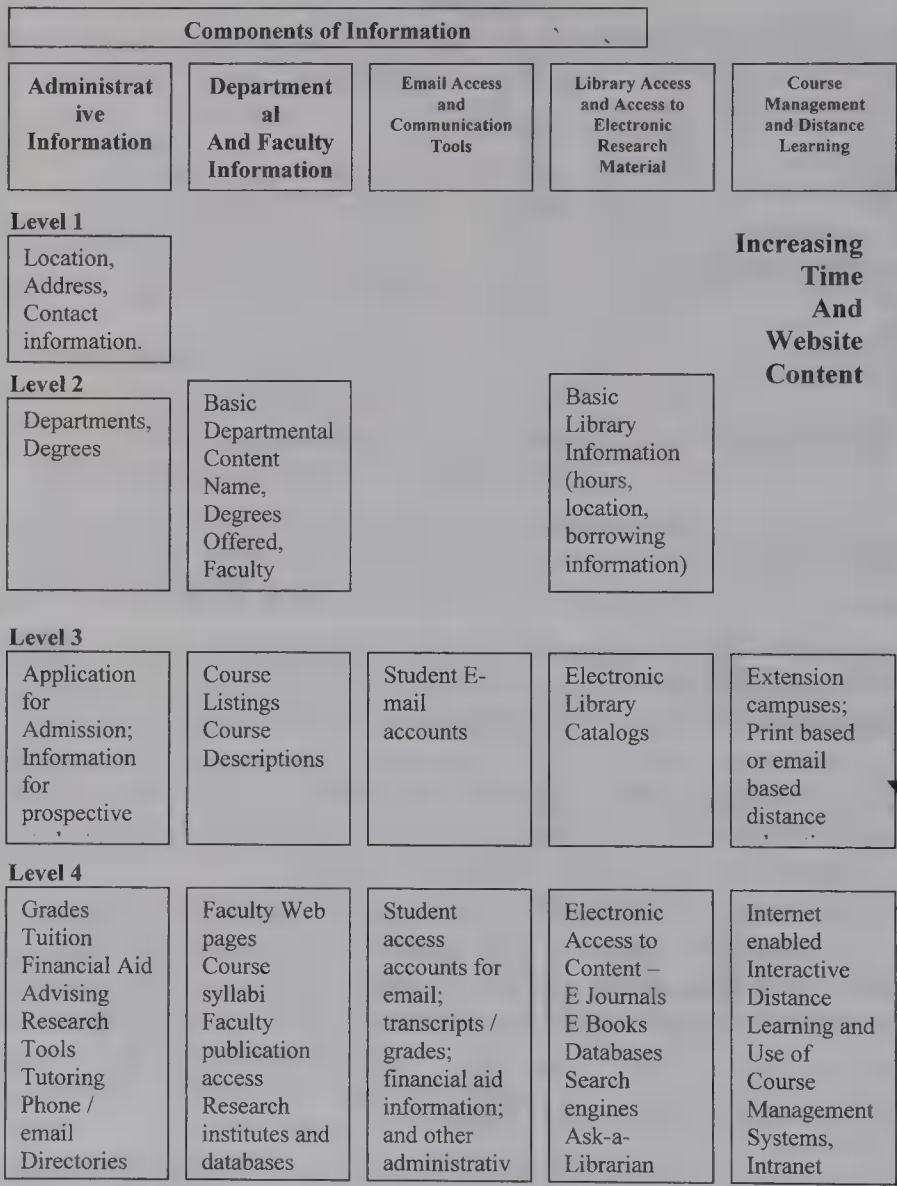 Components of Information
Administrat
ive
Information
Department
al
And Faculty
Information
Email Access
and
Communication
Tools
Library Access
and Access to
Electronic
Research
Material
Course
Management
and Distance
Learning
Level 1
Location,
Address,
Contact
information.
Increasing
Time
And
Website
Content
Level 2
Departments,
Degrees
Basic
Departmental
Content
Name,
Degrees
Offered,
Faculty
Basic
Library
Information
(hours,
location,
borrowing
information)
Level 3
Application
for
Admission;
Information
for
prospective
Course
Listings
Course
Descriptions
Student E-
mail
accounts
Electronic
Library
Catalogs
Extension
campuses;
Print based
or email
based
distance
Level 4
Grades
Tuition
Financial Aid
Advising
Research
Tools
Tutoring
Phone /
email
Directories
Faculty Web
pages
Course
syllabi
Faculty
publication
access
Research
institutes and
databases
Student
access
accounts for
email;
transcripts /
grades;
financial aid
information;
and other
administrativ
Electronic
Access to
Content –
E Journals
E Books
Databases
Search
engines
Ask-a-
Librarian
Internet
enabled
Interactive
Distance
Learning and
Use of
Course
Management
Systems,
Intranet